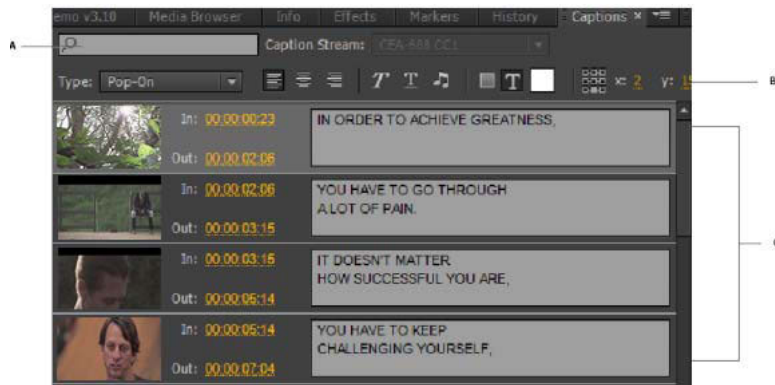 emo v3.10 Media Browser Info Effects Markers History Captions ×
A
Caption Stream: CEA-608 CC1
Type: Pop-On T T T x: 2 y: 15
B
In: 00:00:00:23
IN ORDER TO ACHIEVE GREATNESS,
Out: 00:00:02:06
In: 00:00:02:06
YOU HAVE TO GO THROUGH
A LOT OF PAIN.
Out: 00:00:03:15
In: 00:00:03:15
IT DOESN'T MATTER
HOW SUCCESSFUL YOU ARE,
Out: 00:00:05:14
In: 00:00:05:14
YOU HAVE TO KEEP
CHALLENGING YOURSELF,
Out: 00:00:07:04